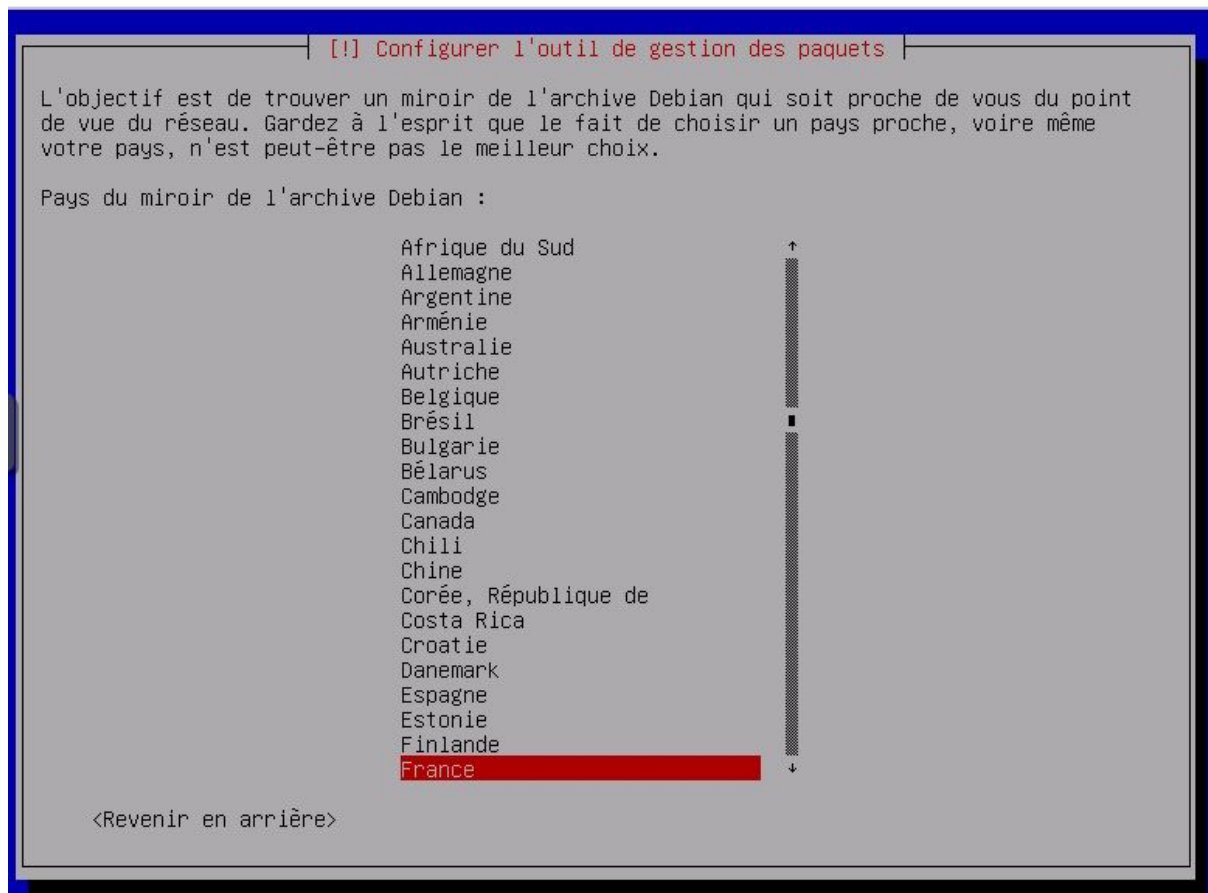 [!] Configurer l'outil de gestion des paquets
L'objectif est de trouver un miroir de l'archive Debian qui soit proche de vous du point
de vue du réseau. Gardez à l'esprit que le fait de choisir un pays proche, voire même
votre pays, n'est peut-être pas le meilleur choix.
Pays du miroir de l'archive Debian :
Afrique du Sud
Allemagne
Argentine
Arménie
Australie
Autriche
Belgique
Brésil
Bulgarie
Bélarus
Cambodge
Canada
Chili
Chine
Corée, République de
Costa Rica
Croatie
Danemark
Espagne
Estonie
Finlande
France
<Revenir en arrière>